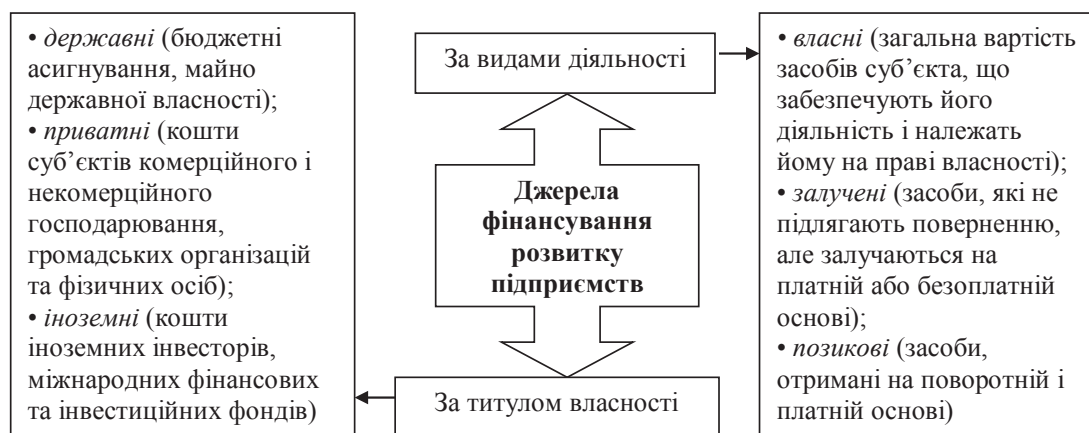 • державні (бюджетні
асигнування, майно
державної власності);
• приватні (кошти
суб’єктів комерційного і
некомерційного
господарювання,
громадських організацій
та фізичних осіб);
• іноземні (кошти
іноземних інвесторів,
міжнародних фінансових
та інвестиційних фондів)
За видами діяльності
Джерела
фінансування
розвитку
підприємств
За титулом власності
• власні (загальна вартість
засобів суб’єкта, що
забезпечують його
діяльність і належать
йому на праві власності);
• залучені (засоби, які не
підлягають поверненню,
але залучаються на
платній або безоплатній
основі);
• позикові (засоби,
отримані на поворотній і
платній основі)